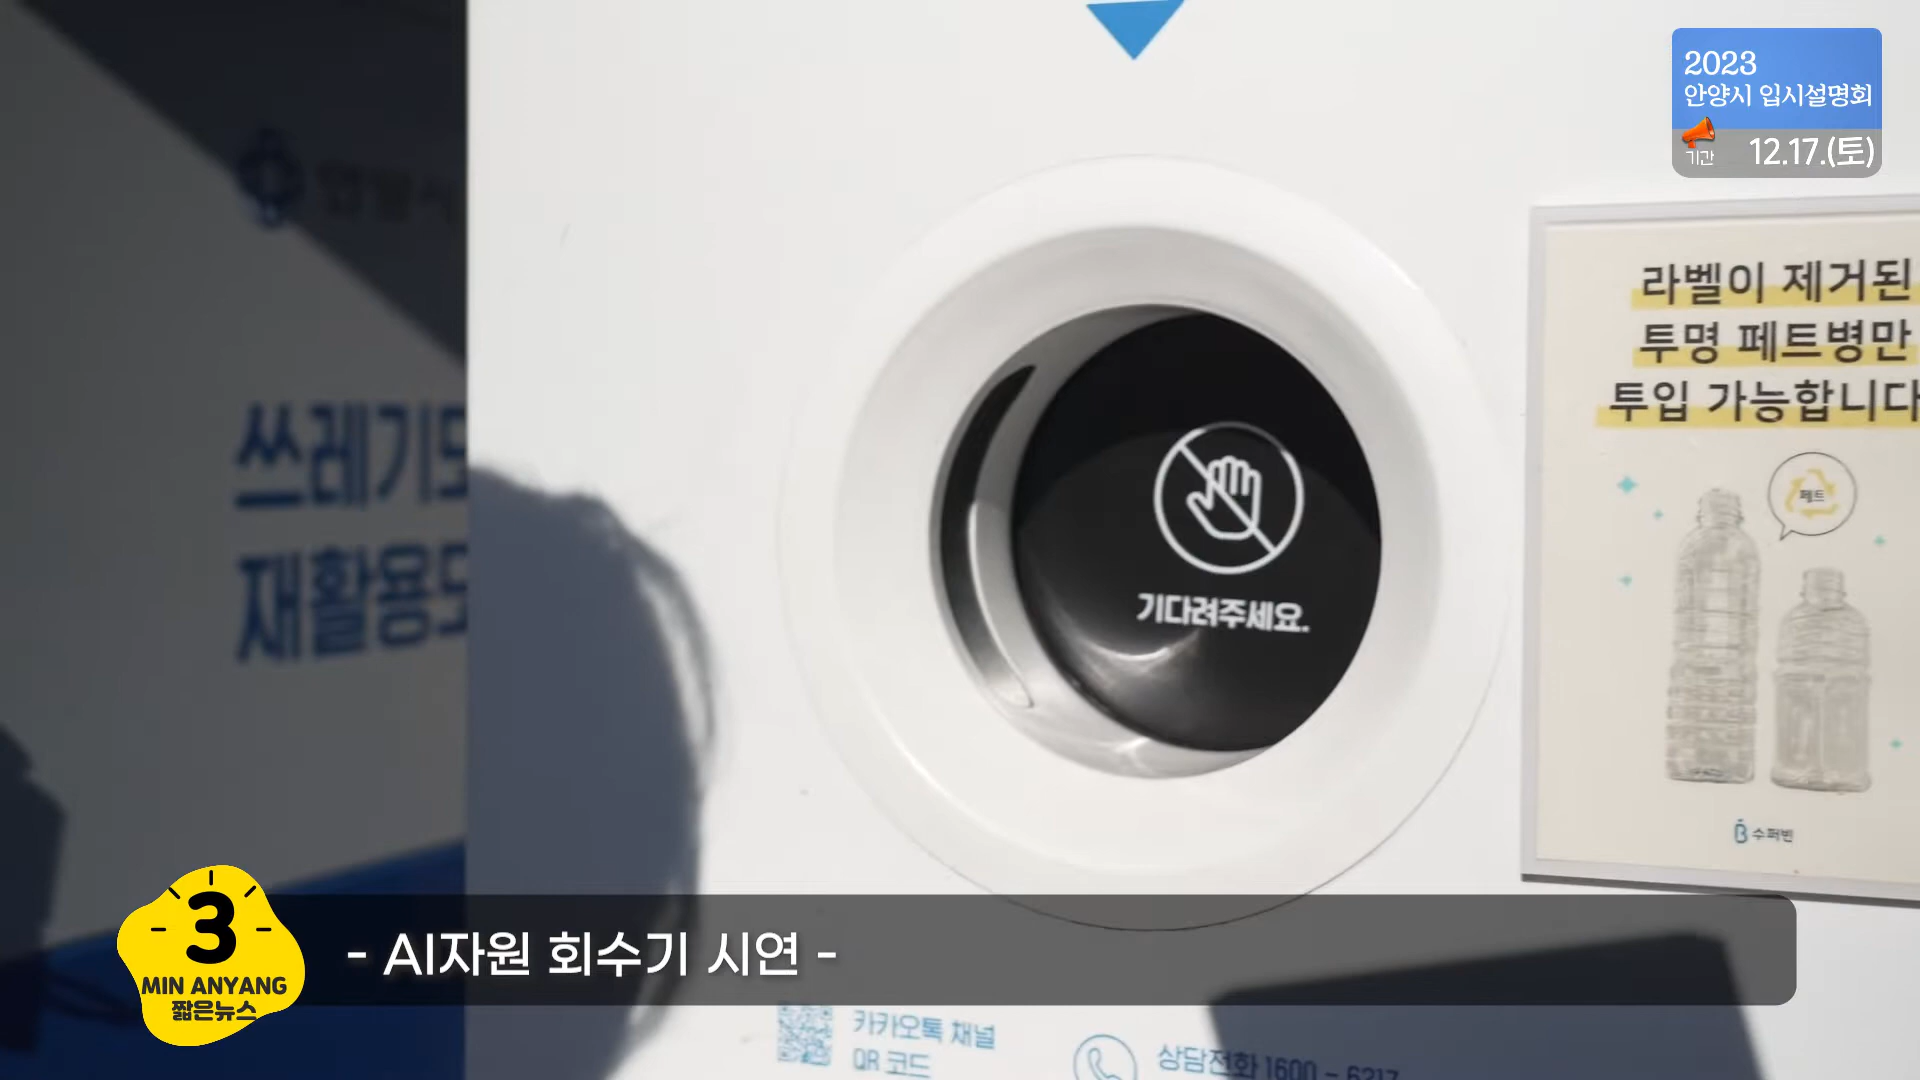 2023
안양시 입시설명회
기간 12.17.(토)
라벨이 제거된
투명 페트병만
투입 가능합니다
페트
쓰레기도
재활용도
기다려주세요.
수퍼빈
3
MIN ANYANG
짧은뉴스
- AI자원 회수기 시연 -
카카오톡 채널
QR 코드
상담전화 1600 - 6217